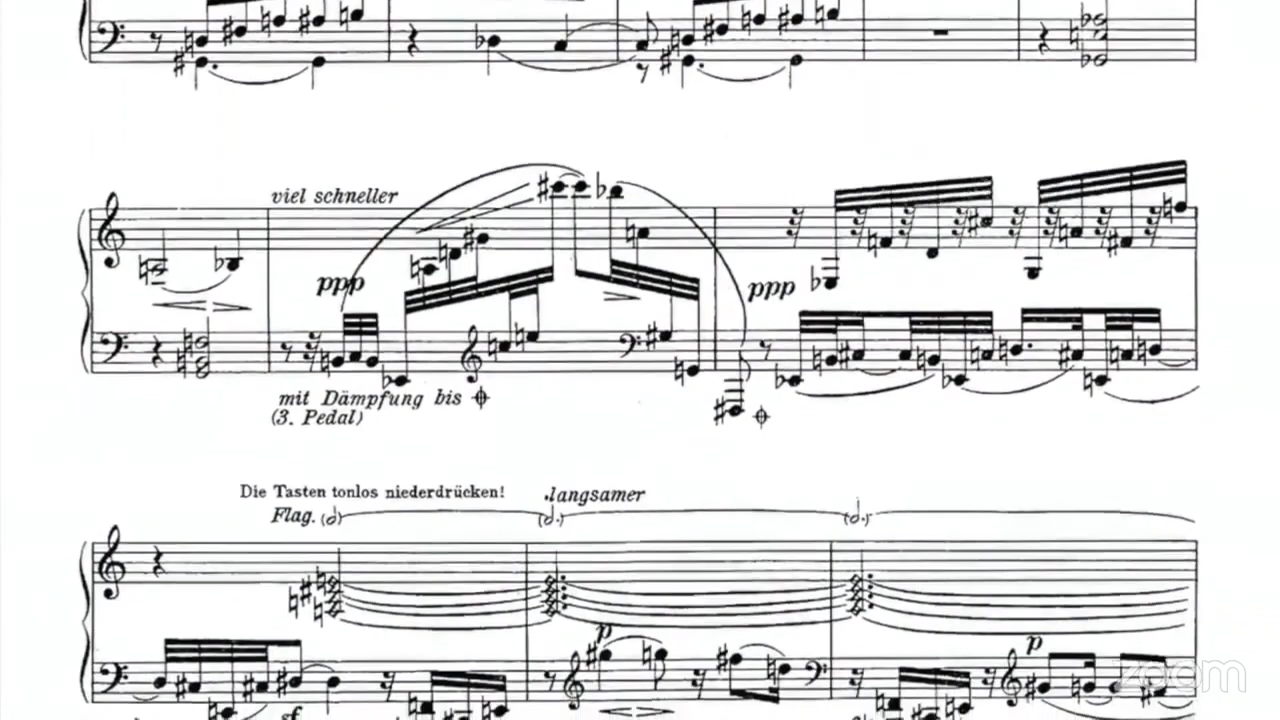 viel schneller
ppp
ppp
mit Dämpfung bis
(3. Pedal)
Die Tasten tonlos niederdrücken!
langsamer
Flag.
p
p
sf
zoom